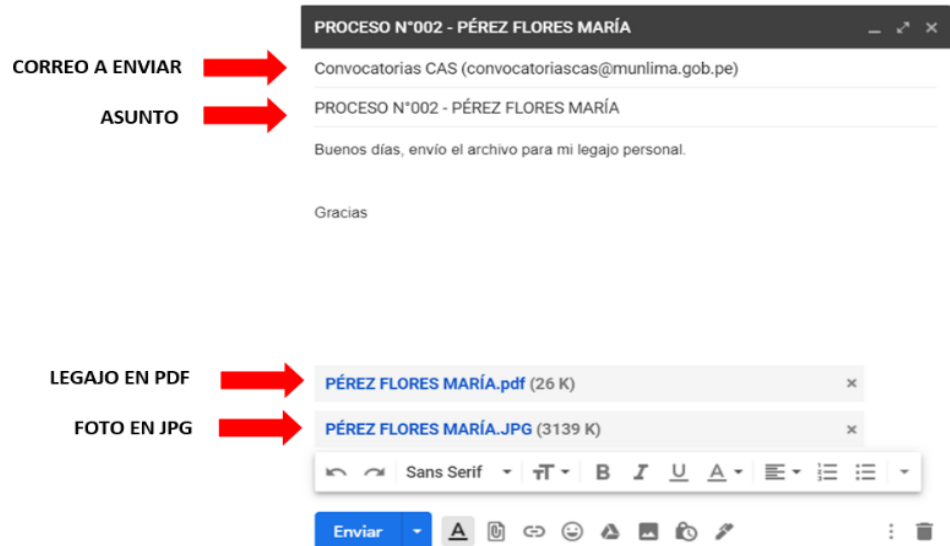 PROCESO N°002 - PÉREZ FLORES MARÍA
CORREO A ENVIAR
Convocatorias CAS (convocatoriascas@munlima.gob.pe)
ASUNTO
PROCESO N°002 - PÉREZ FLORES MARÍA
Buenos días, envío el archivo para mi legajo personal.
Gracias
LEGAJO EN PDF
PÉREZ FLORES MARÍA.pdf (26 K)
FOTO EN JPG
PÉREZ FLORES MARÍA.JPG (3139 K)
Sans Serif
Enviar